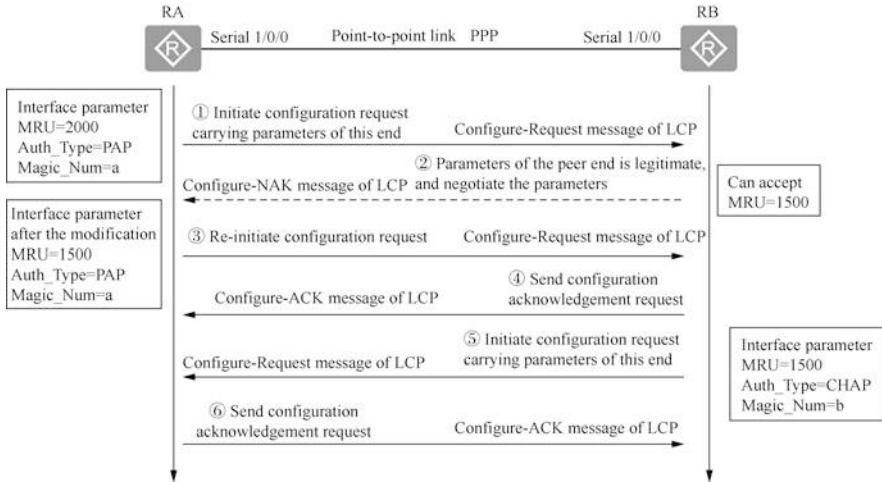 RA
RB
R
R
Serial 1/0/0
Point-to-point link PPP
Serial 1/0/0
Interface parameter
MRU=2000
Auth_Type=PAP
Magic_Num=a
① Initiate configuration request
carrying parameters of this end
Configure-Request message of LCP
② Parameters of the peer end is legitimate,
and negotiate the parameters
Configure-NAK message of LCP
Can accept
MRU=1500
Interface parameter
after the modification
MRU=1500
Auth_Type=PAP
Magic_Num=a
③ Re-initiate configuration request
Configure-Request message of LCP
④ Send configuration
acknowledgement request
Configure-ACK message of LCP
⑤ Initiate configuration request
carrying parameters of this end
Configure-Request message of LCP
Interface parameter
MRU=1500
Auth_Type=CHAP
Magic_Num=b
⑥ Send configuration
acknowledgement request
Configure-ACK message of LCP